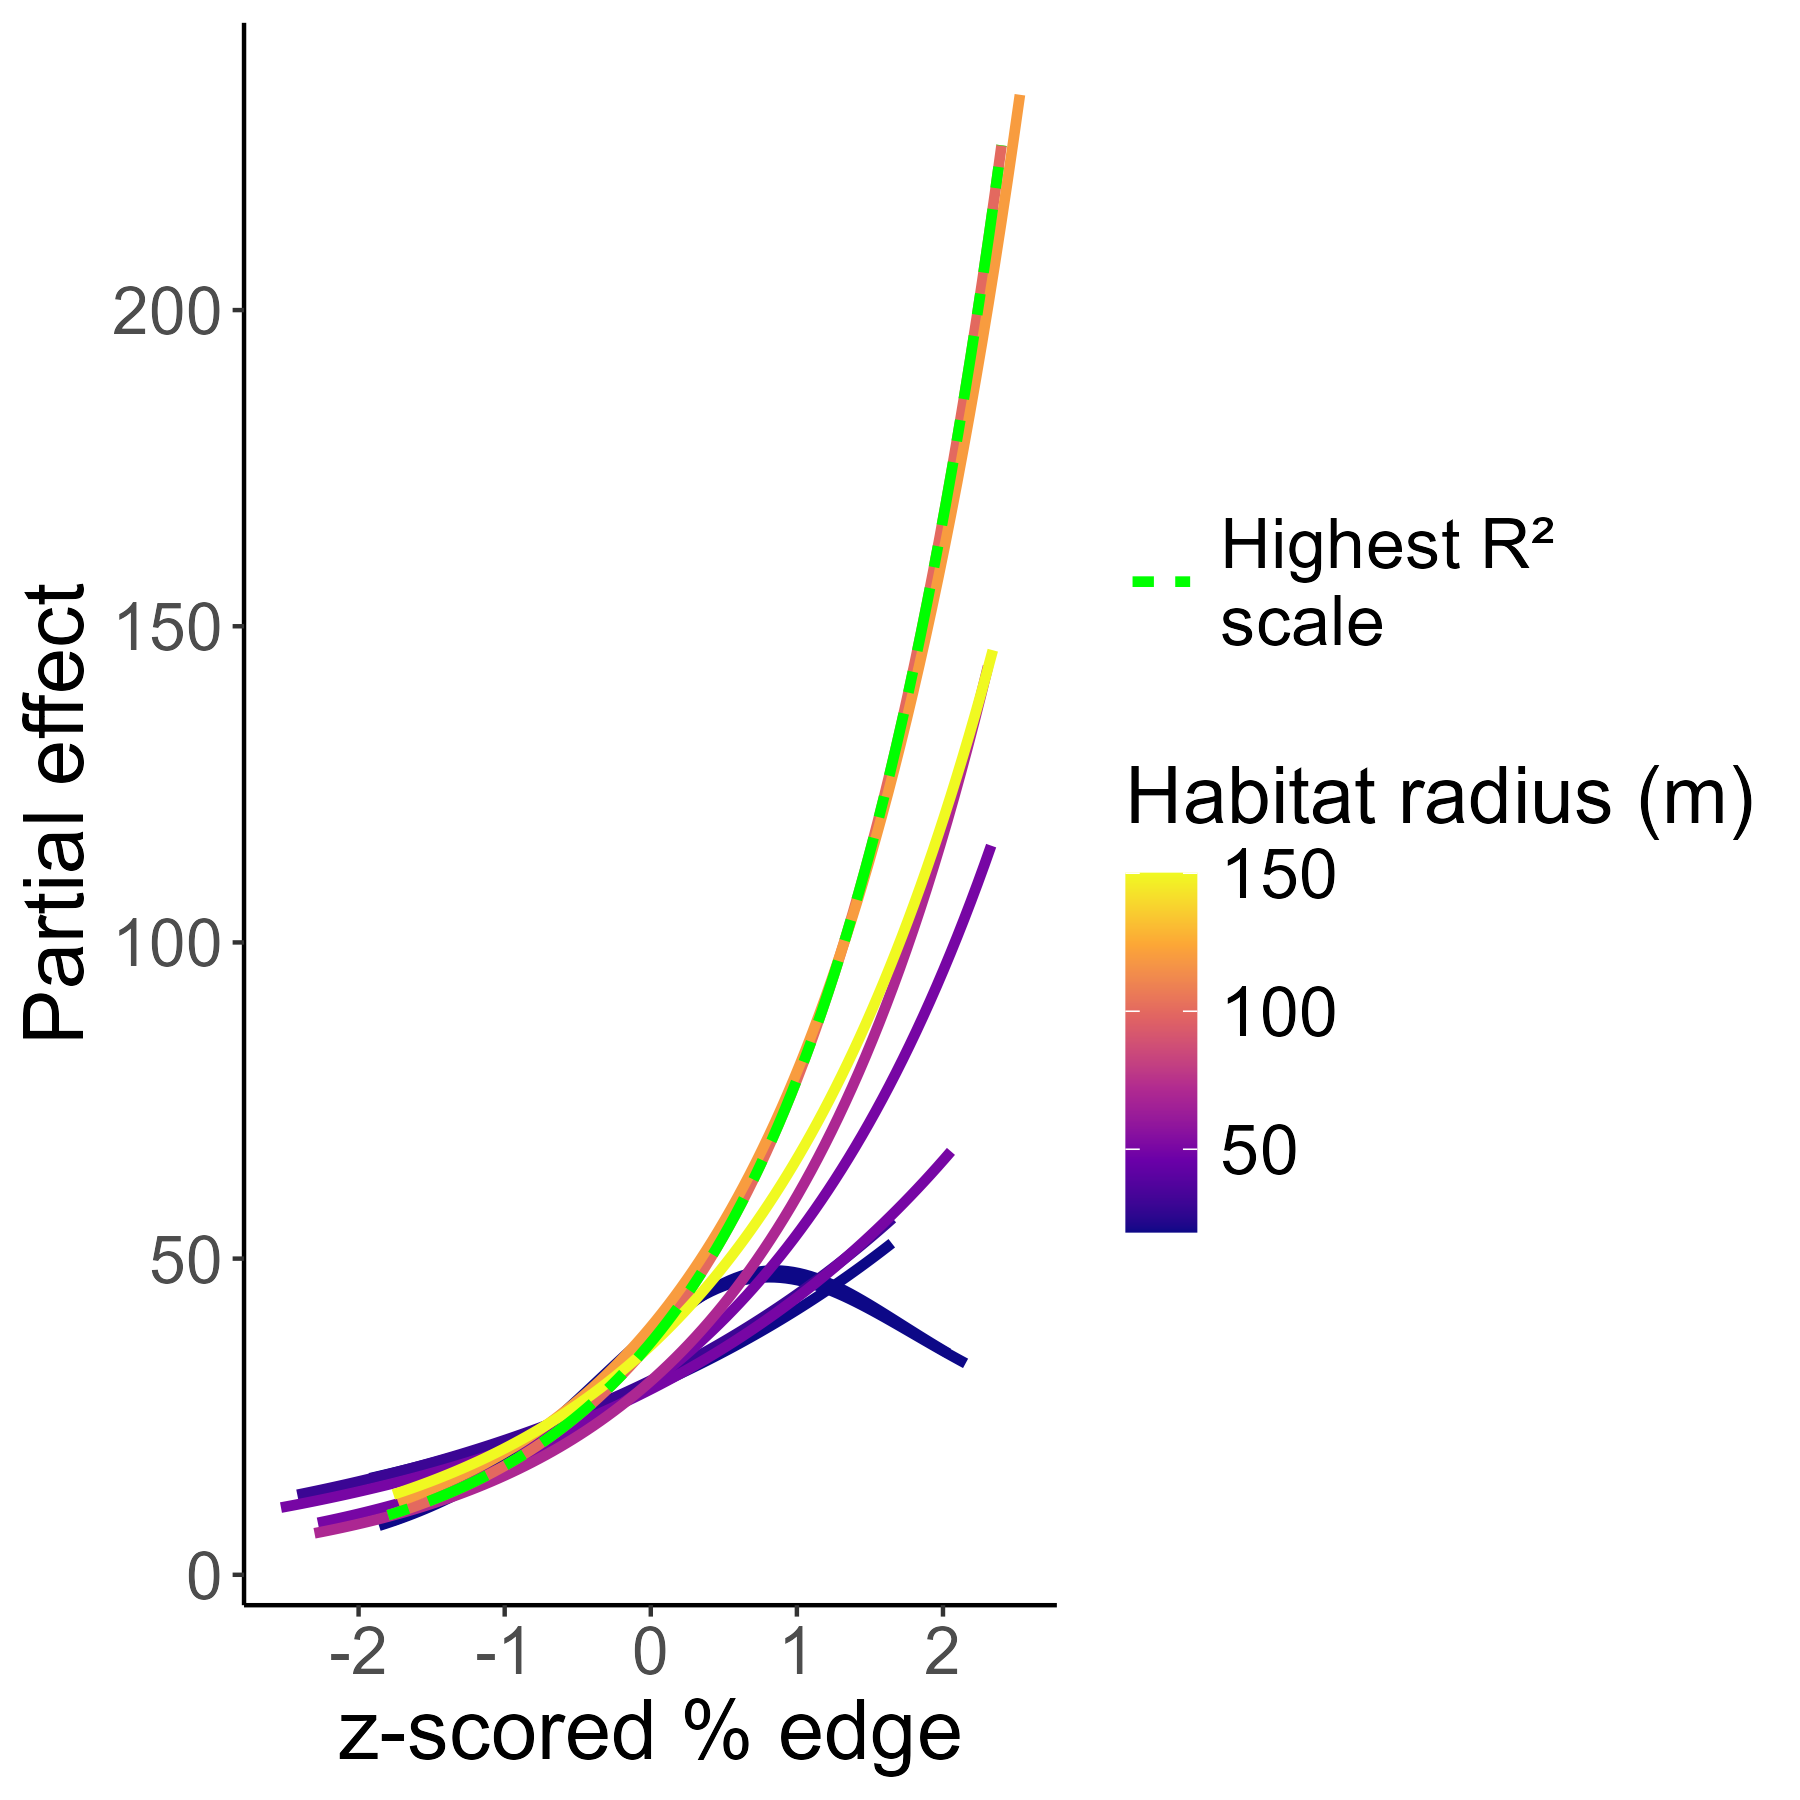 Partial effect
200
150
100
50
0
-2 -1 0 1 2
z-scored % edge
Highest R²
scale
Habitat radius (m)
150
100
50